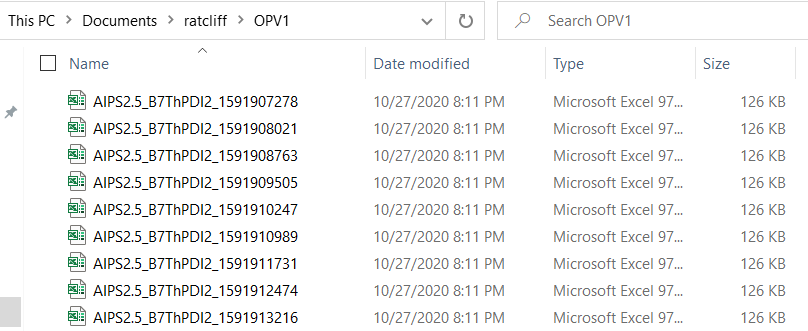 This PC > Documents > ratcliff > OPV1 Search OPV1
Name Date modified Type Size
AIPS2.5_B7ThPDI2_1591907278 10/27/2020 8:11 PM Microsoft Excel 97... 126 KB
AIPS2.5_B7ThPDI2_1591908021 10/27/2020 8:11 PM Microsoft Excel 97... 126 KB
AIPS2.5_B7ThPDI2_1591908763 10/27/2020 8:11 PM Microsoft Excel 97... 126 KB
AIPS2.5_B7ThPDI2_1591909505 10/27/2020 8:11 PM Microsoft Excel 97... 126 KB
AIPS2.5_B7ThPDI2_1591910247 10/27/2020 8:11 PM Microsoft Excel 97... 126 KB
AIPS2.5_B7ThPDI2_1591910989 10/27/2020 8:11 PM Microsoft Excel 97... 126 KB
AIPS2.5_B7ThPDI2_1591911731 10/27/2020 8:11 PM Microsoft Excel 97... 126 KB
AIPS2.5_B7ThPDI2_1591912474 10/27/2020 8:11 PM Microsoft Excel 97... 126 KB
AIPS2.5_B7ThPDI2_1591913216 10/27/2020 8:11 PM Microsoft Excel 97... 126 KB